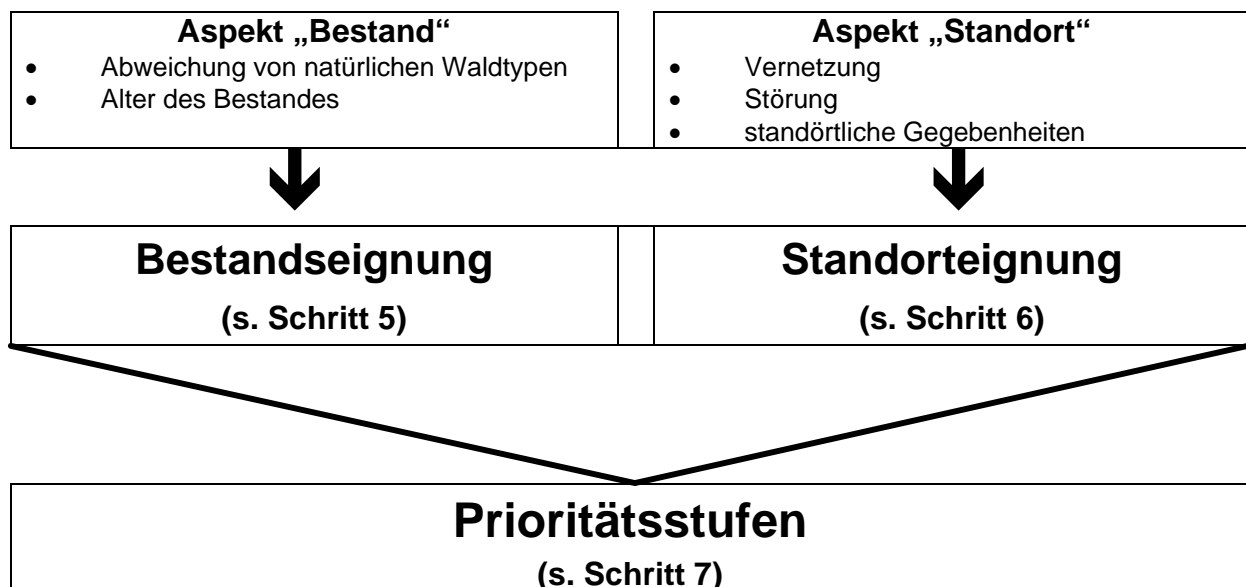 Aspekt „Bestand“
• Abweichung von natürlichen Waldtypen
• Alter des Bestandes
Aspekt „Standort“
• Vernetzung
• Störung
• standörtliche Gegebenheiten
Bestandseignung
(s. Schritt 5)
Standorteignung
(s. Schritt 6)
Prioritätsstufen
(s. Schritt 7)